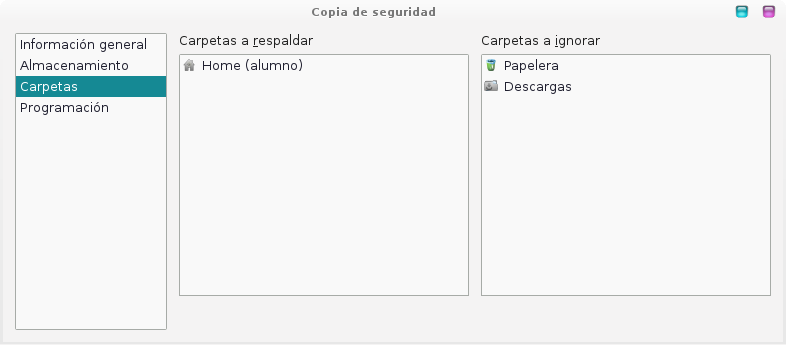 Copia de seguridad
Información general
Almacenamiento
Carpetas
Programación
Carpetas a respaldar
Home (alumno)
Carpetas a ignorar
Papelera
Descargas